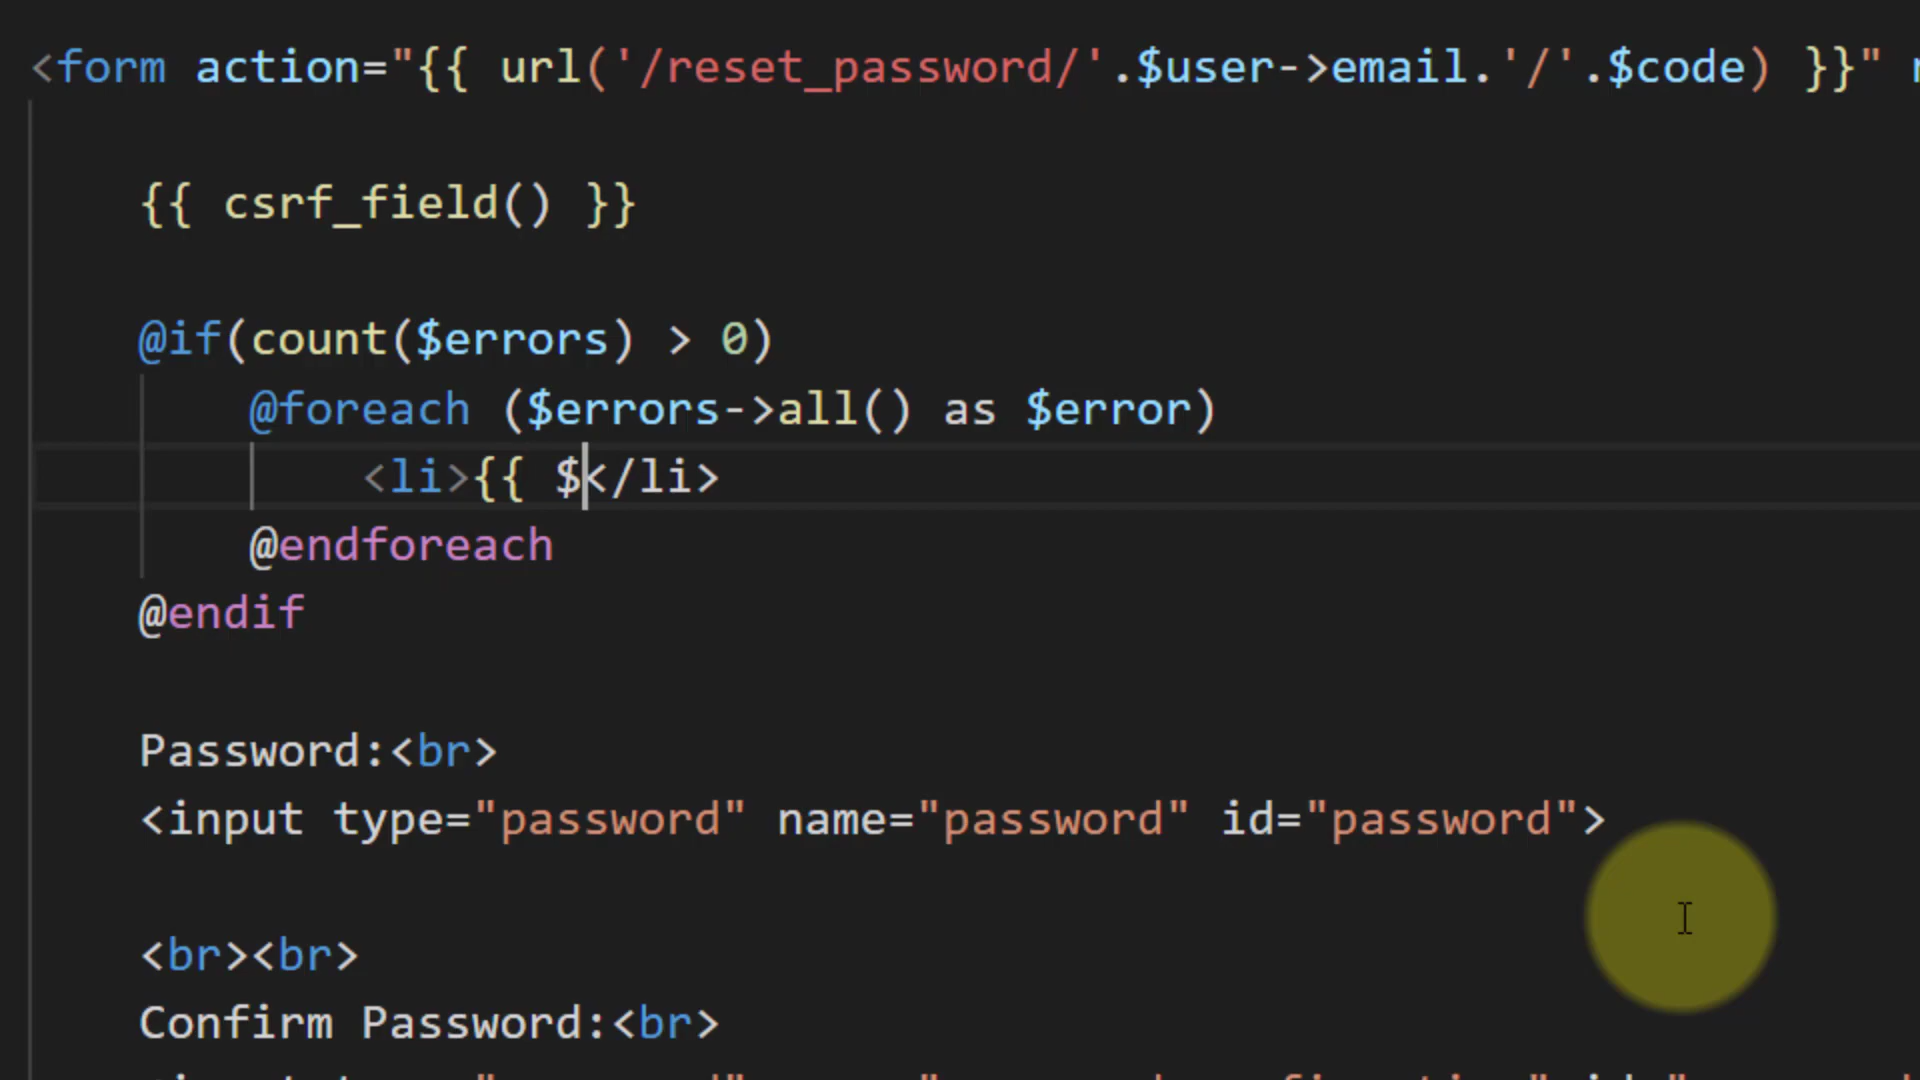 <form action="{{ url('/reset_password/'.$user->email.'/'.$code) }}"
{{ csrf_field() }}
@if(count($errors) > 0)
@foreach ($errors->all() as $error)
<li>{{ $</li>
@endforeach
@endif
Password:<br>
<input type="password" name="password" id="password">
<br><br>
Confirm Password:<br>